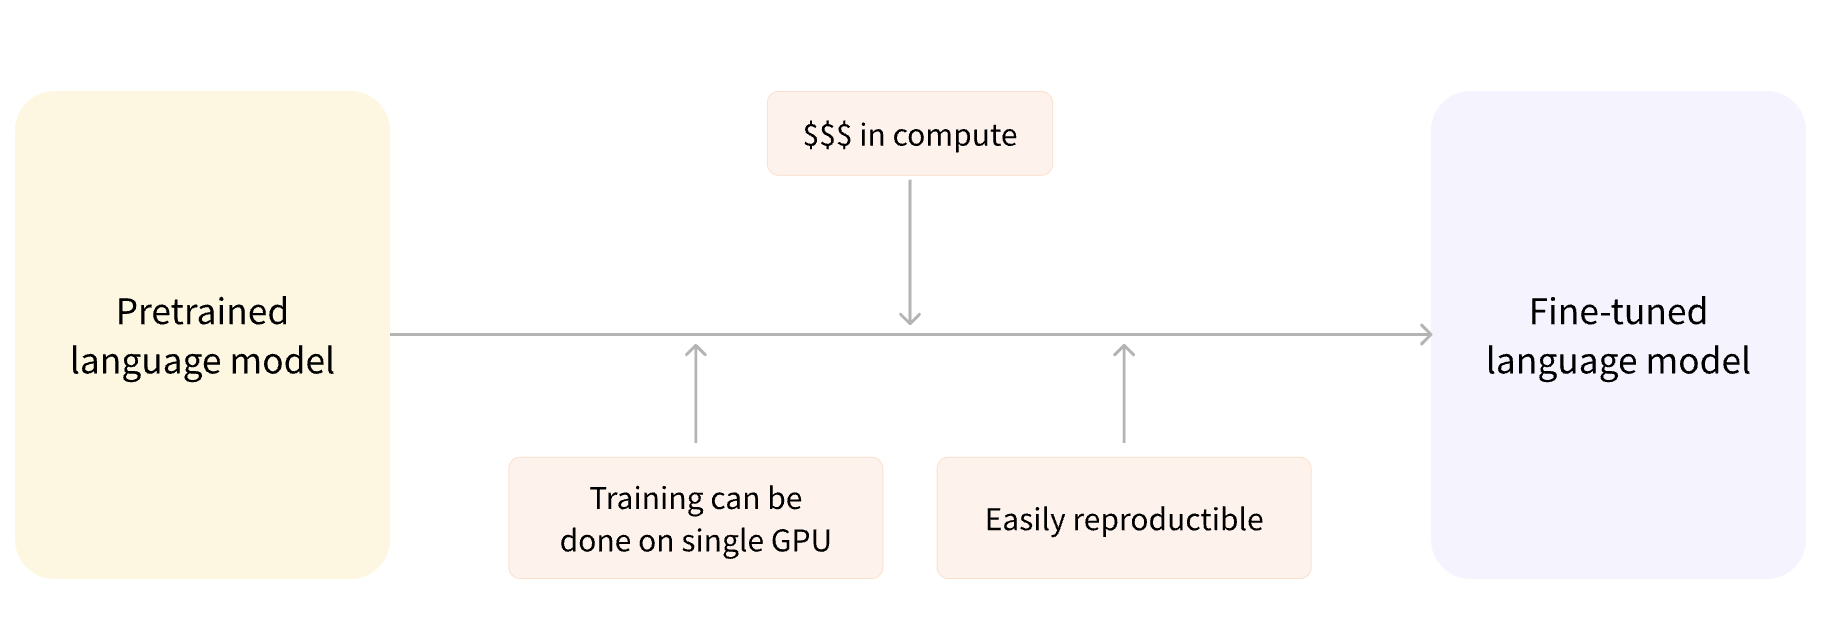 $$$ in compute
Pretrained
language model
Fine-tuned
language model
Training can be
done on single GPU
Easily reproductible